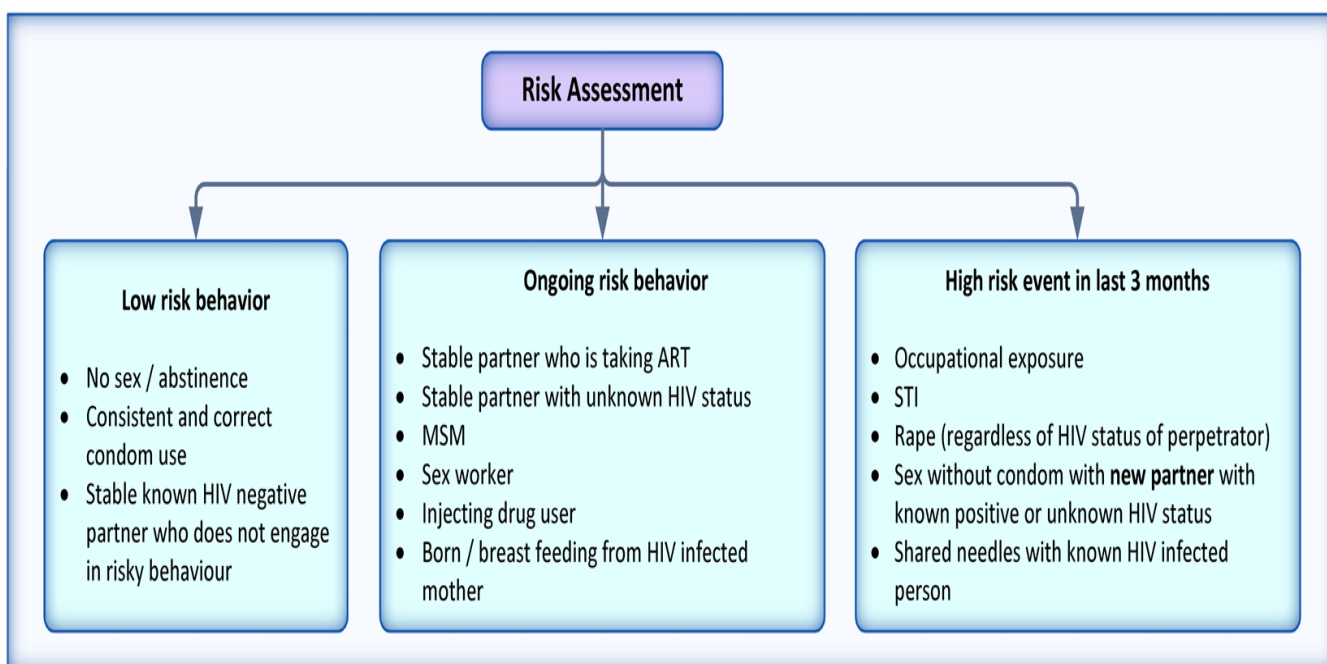 Risk Assessment
Low risk behavior
• No sex / abstinence
• Consistent and correct
condom use
• Stable known HIV negative
partner who does not engage
in risky behaviour
Ongoing risk behavior
• Stable partner who is taking ART
• Stable partner with unknown HIV status
• MSM
• Sex worker
• Injecting drug user
• Born / breast feeding from HIV infected
mother
High risk event in last 3 months
• Occupational exposure
• STI
• Rape (regardless of HIV status of perpetrator)
• Sex without condom with new partner with
known positive or unknown HIV status
• Shared needles with known HIV infected
person